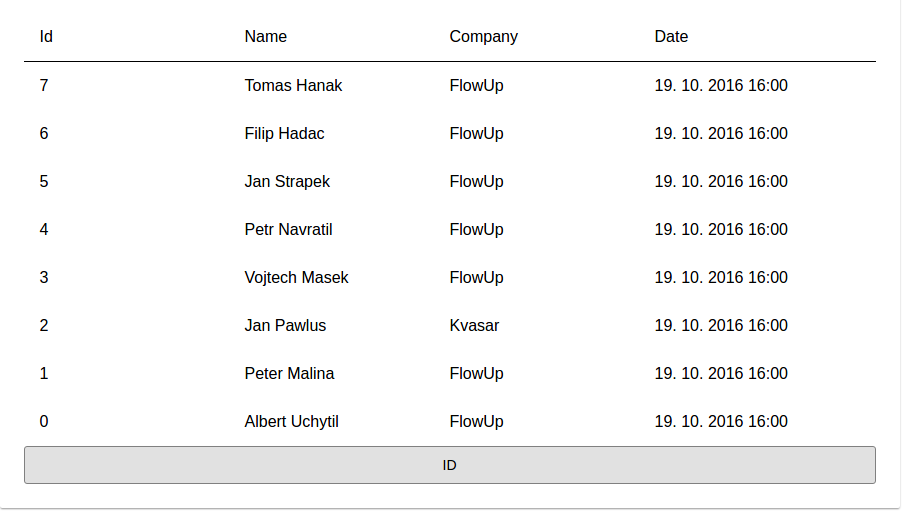 Id Name Company Date
7 Tomas Hanak FlowUp 19. 10. 2016 16:00
6 Filip Hadac FlowUp 19. 10. 2016 16:00
5 Jan Strapek FlowUp 19. 10. 2016 16:00
4 Petr Navratil FlowUp 19. 10. 2016 16:00
3 Vojtech Masek FlowUp 19. 10. 2016 16:00
2 Jan Pawlus Kvasar 19. 10. 2016 16:00
1 Peter Malina FlowUp 19. 10. 2016 16:00
0 Albert Uchytil FlowUp 19. 10. 2016 16:00
ID